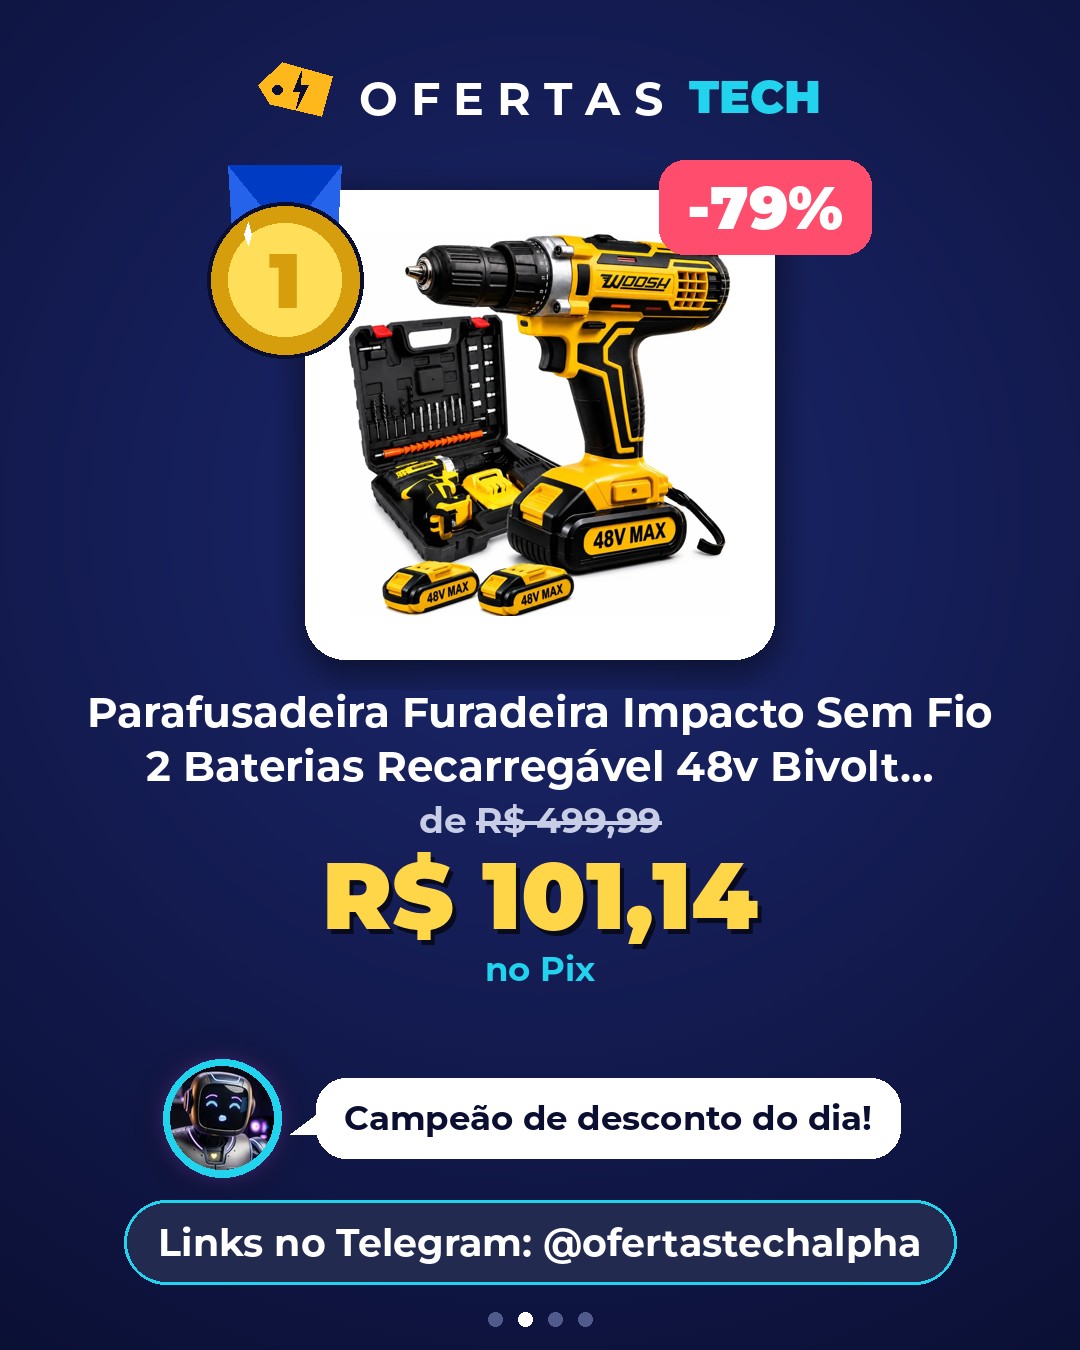 OFERTAS TECH
-79%
1
WOOSH
48V MAX
48V MAX
48V MAX
Parafusadeira Furadeira Impacto Sem Fio
2 Baterias Recarregável 48v Bivolt...
de R$ 499,99
R$ 101,14
no Pix
Campeão de desconto do dia!
Links no Telegram: @ofertastechalpha